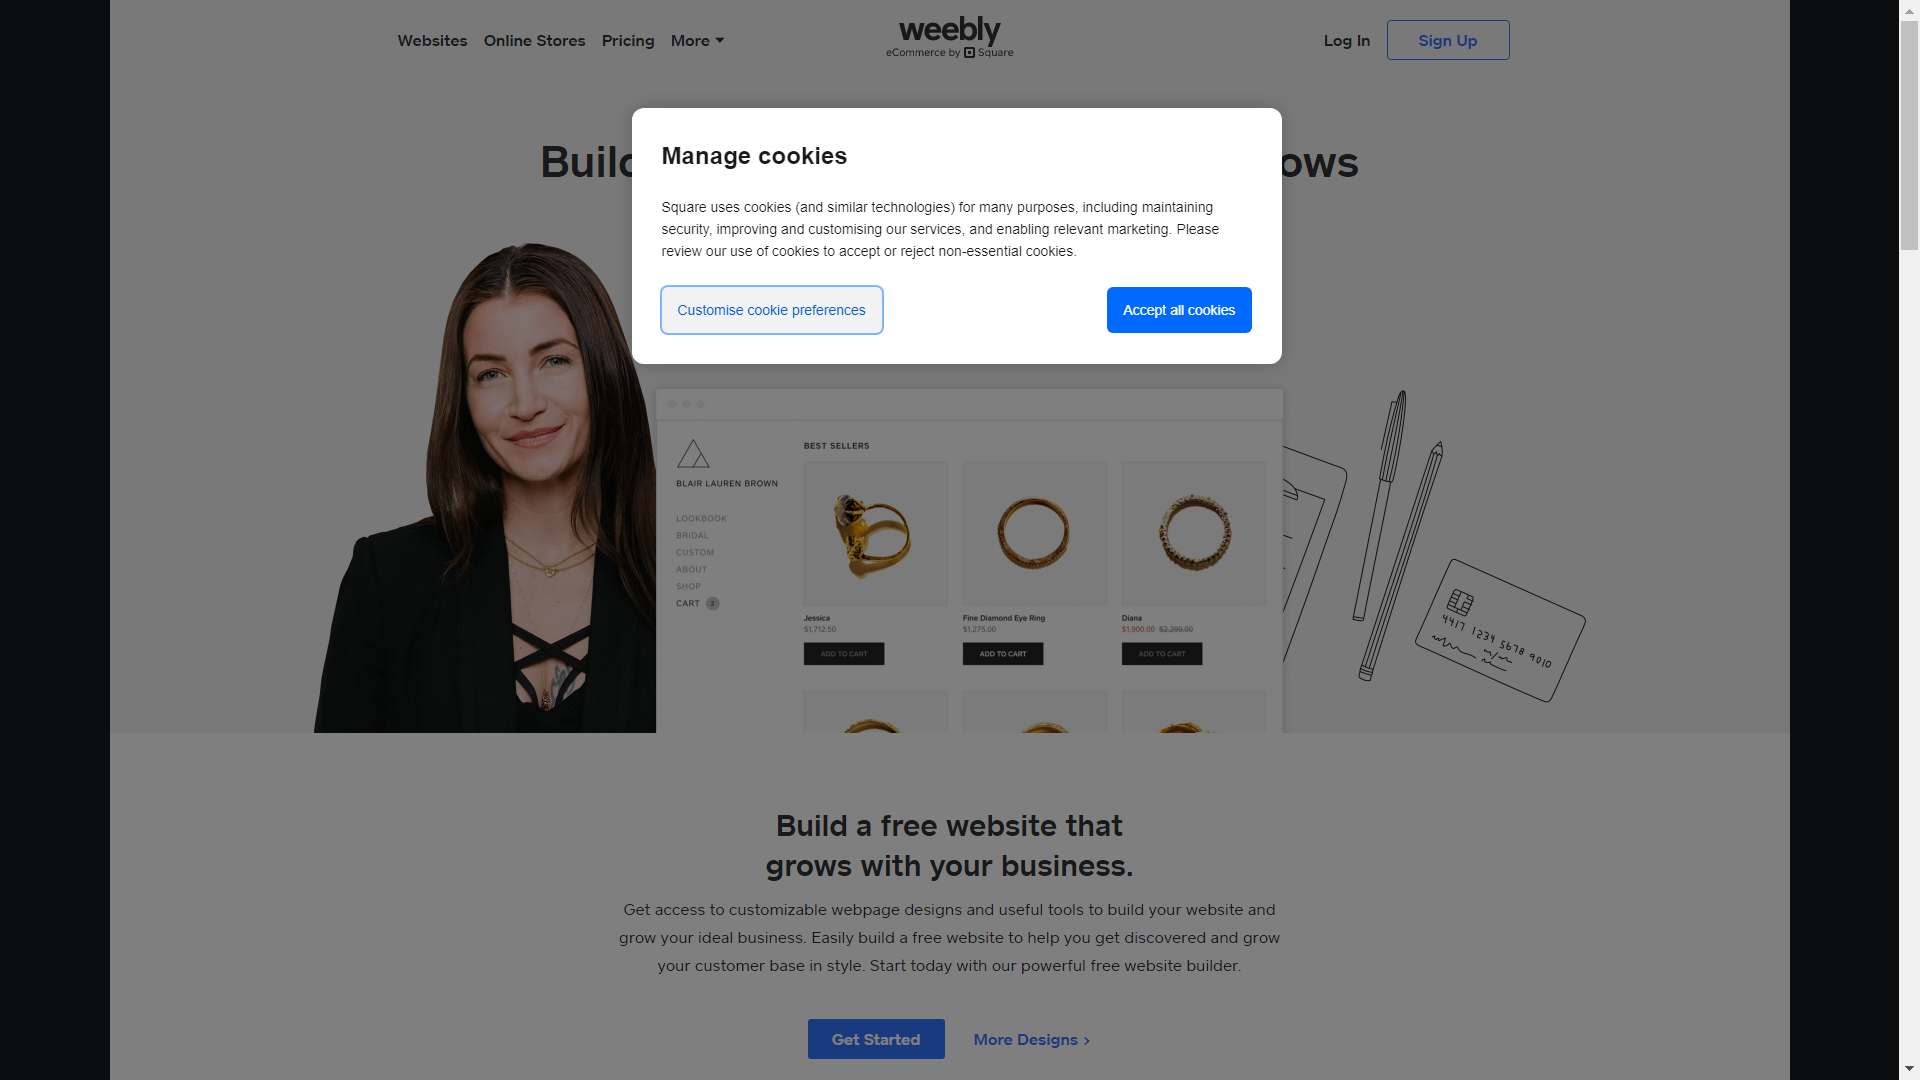 Websites Online Stores Pricing More
weebly
eCommerce by Square
Log In Sign Up
Manage cookies
Square uses cookies (and similar technologies) for many purposes, including maintaining
security, improving and customising our services, and enabling relevant marketing. Please
review our use of cookies to accept or reject non-essential cookies.
Customise cookie preferences
Accept all cookies
BLAIR LAUREN BROWN
LOOKBOOK
BRIDAL
CUSTOM
ABOUT
SHOP
CART 2
BEST SELLERS
Jessica
$1,712.50
ADD TO CART
Fine Diamond Eye Ring
$1,275.00
ADD TO CART
Diana
$1,900.00 $2,299.00
ADD TO CART
4417 1234 5678 9010
Build a free website that
grows with your business.
Get access to customizable webpage designs and useful tools to build your website and
grow your ideal business. Easily build a free website to help you get discovered and grow
your customer base in style. Start today with our powerful free website builder.
Get Started
More Designs ›